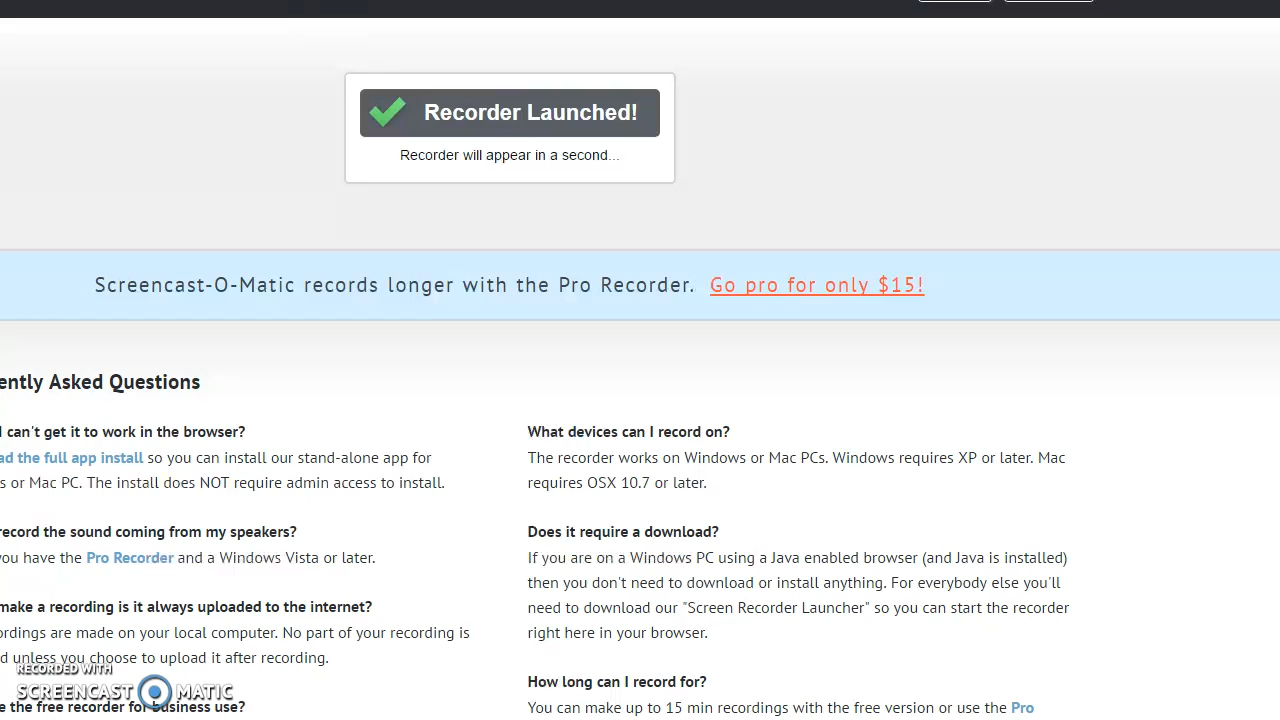 Recorder Launched!
Recorder will appear in a second...
Screencast-O-Matic records longer with the Pro Recorder. Go pro for only $15!
ently Asked Questions
I can't get it to work in the browser?
ad the full app install so you can install our stand-alone app for
s or Mac PC. The install does NOT require admin access to install.
record the sound coming from my speakers?
you have the Pro Recorder and a Windows Vista or later.
make a recording is it always uploaded to the internet?
ordings are made on your local computer. No part of your recording is
d unless you choose to upload it after recording.
e the free recorder for business use?
What devices can I record on?
The recorder works on Windows or Mac PCs. Windows requires XP or later. Mac
requires OSX 10.7 or later.
Does it require a download?
If you are on a Windows PC using a Java enabled browser (and Java is installed)
then you don't need to download or install anything. For everybody else you'll
need to download our "Screen Recorder Launcher" so you can start the recorder
right here in your browser.
How long can I record for?
You can make up to 15 min recordings with the free version or use the Pro
RECORDED WITH
SCREENCAST MATIC